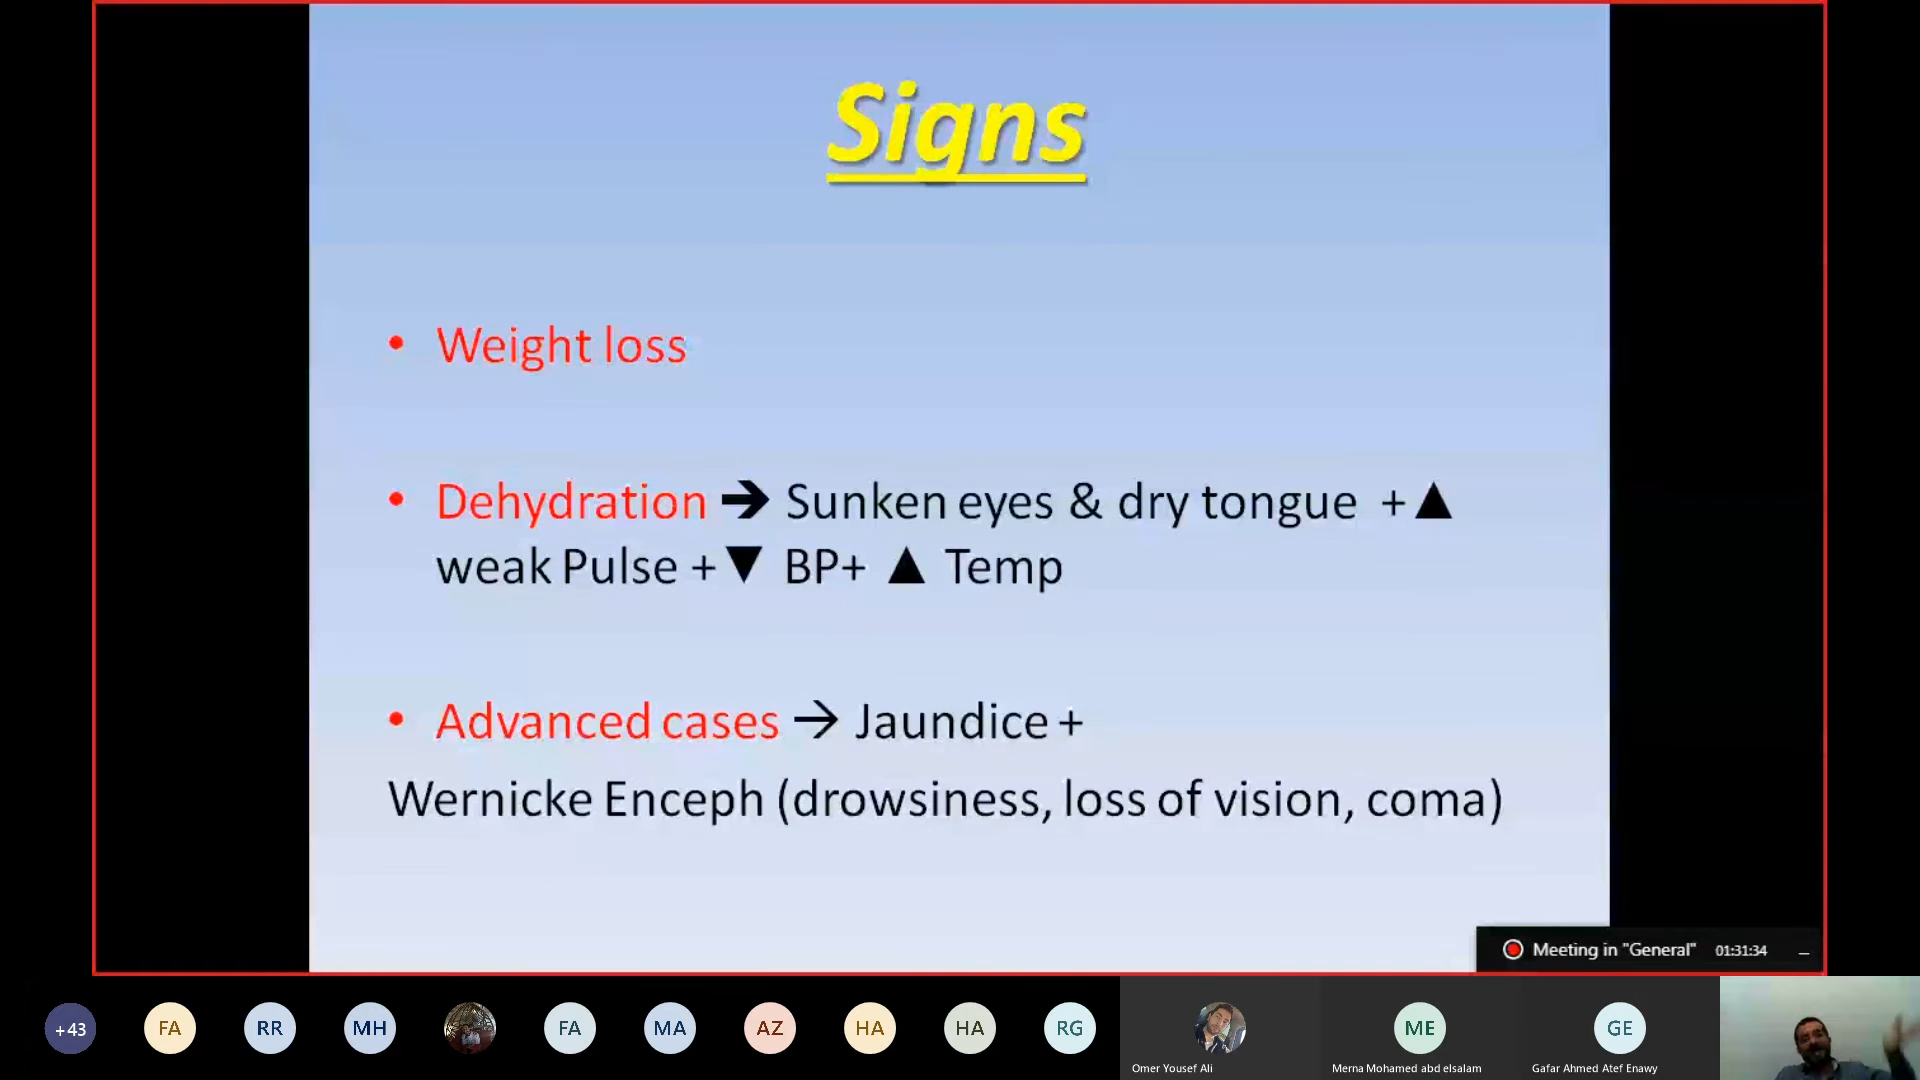 Signs
• Weight loss
• Dehydration ➔ Sunken eyes & dry tongue +▲
weak Pulse +▼ BP+ ▲ Temp
• Advanced cases → Jaundice +
Wernicke Enceph (drowsiness, loss of vision, coma)
Meeting in "General" 01:31:34
+43 FA RR MH FA MA AZ HA HA RG ME GE
Omer Yousef Ali Merna Mohamed abd elsalam Gafar Ahmed Atef Enawy